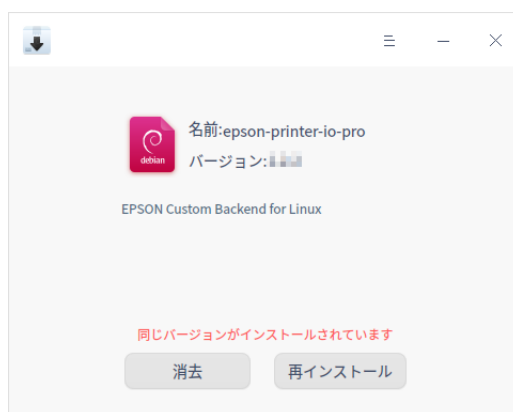 debian
名前:epson-printer-io-pro
バージョン:
EPSON Custom Backend for Linux
同じバージョンがインストールされています
消去
再インストール